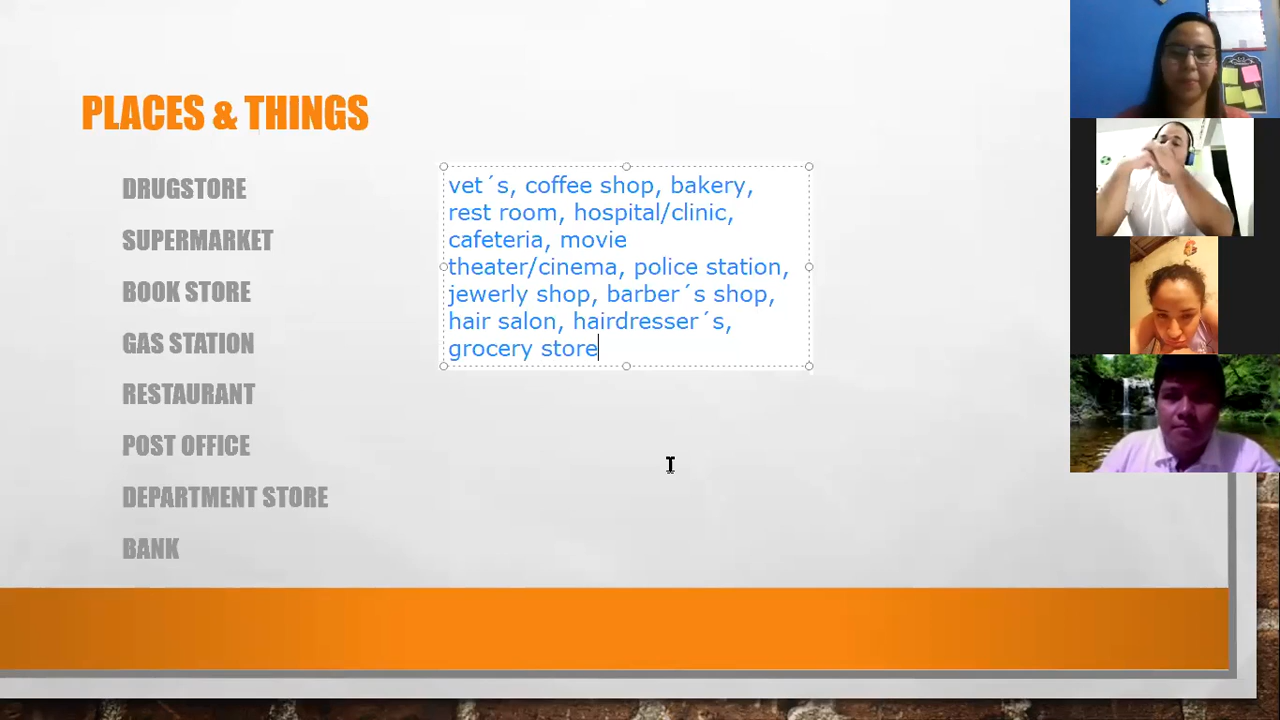 PLACES & THINGS
DRUGSTORE
SUPERMARKET
BOOK STORE
GAS STATION
RESTAURANT
POST OFFICE
DEPARTMENT STORE
BANK
vet´s, coffee shop, bakery,
rest room, hospital/clinic,
cafeteria, movie
theater/cinema, police station,
jewerly shop, barber´s shop,
hair salon, hairdresser´s,
grocery store